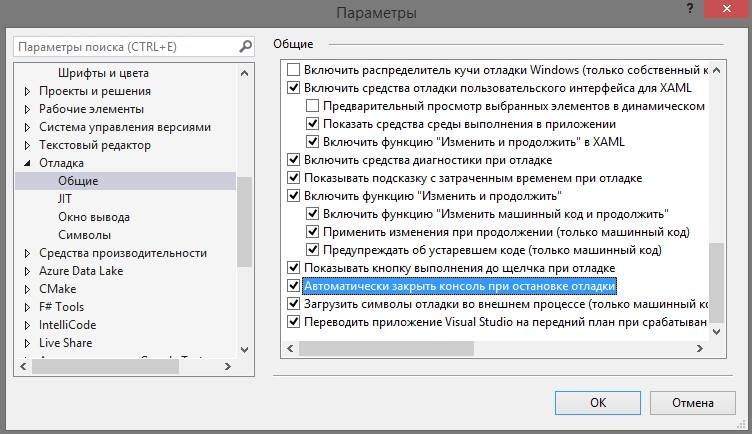 Параметры
?
Параметры поиска (CTRL+E)
Шрифты и цвета
Проекты и решения
Рабочие элементы
Система управления версиями
Текстовый редактор
Отладка
Общие
JIT
Окно вывода
Символы
Средства производительности
Azure Data Lake
CMake
F# Tools
IntelliCode
Live Share
Общие
Включить распределитель кучи отладки Windows (только собственный к
Включить средства отладки пользовательского интерфейса для XAML
Предварительный просмотр выбранных элементов в динамическом
Показать средства среды выполнения в приложении
Включить функцию "Изменить и продолжить" в XAML
Включить средства диагностики при отладке
Показывать подсказку с затраченным временем при отладке
Включить функцию "Изменить и продолжить"
Включить функцию "Изменить машинный код и продолжить"
Применить изменения при продолжении (только машинный код)
Предупреждать об устаревшем коде (только машинный код)
Показывать кнопку выполнения до щелчка при отладке
Автоматически закрыть консоль при остановке отладки
Загрузить символы отладки во внешнем процессе (только машинный кo
Переводить приложение Visual Studio на передний план при срабатыван
ОК
Отмена